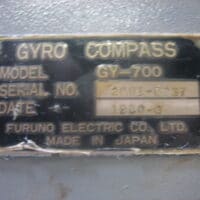 GYRO COMPASS
MODEL GY-700
SERIAL NO.
DATE
FURUNO ELECTRIC CO., LTD.
MADE IN JAPAN